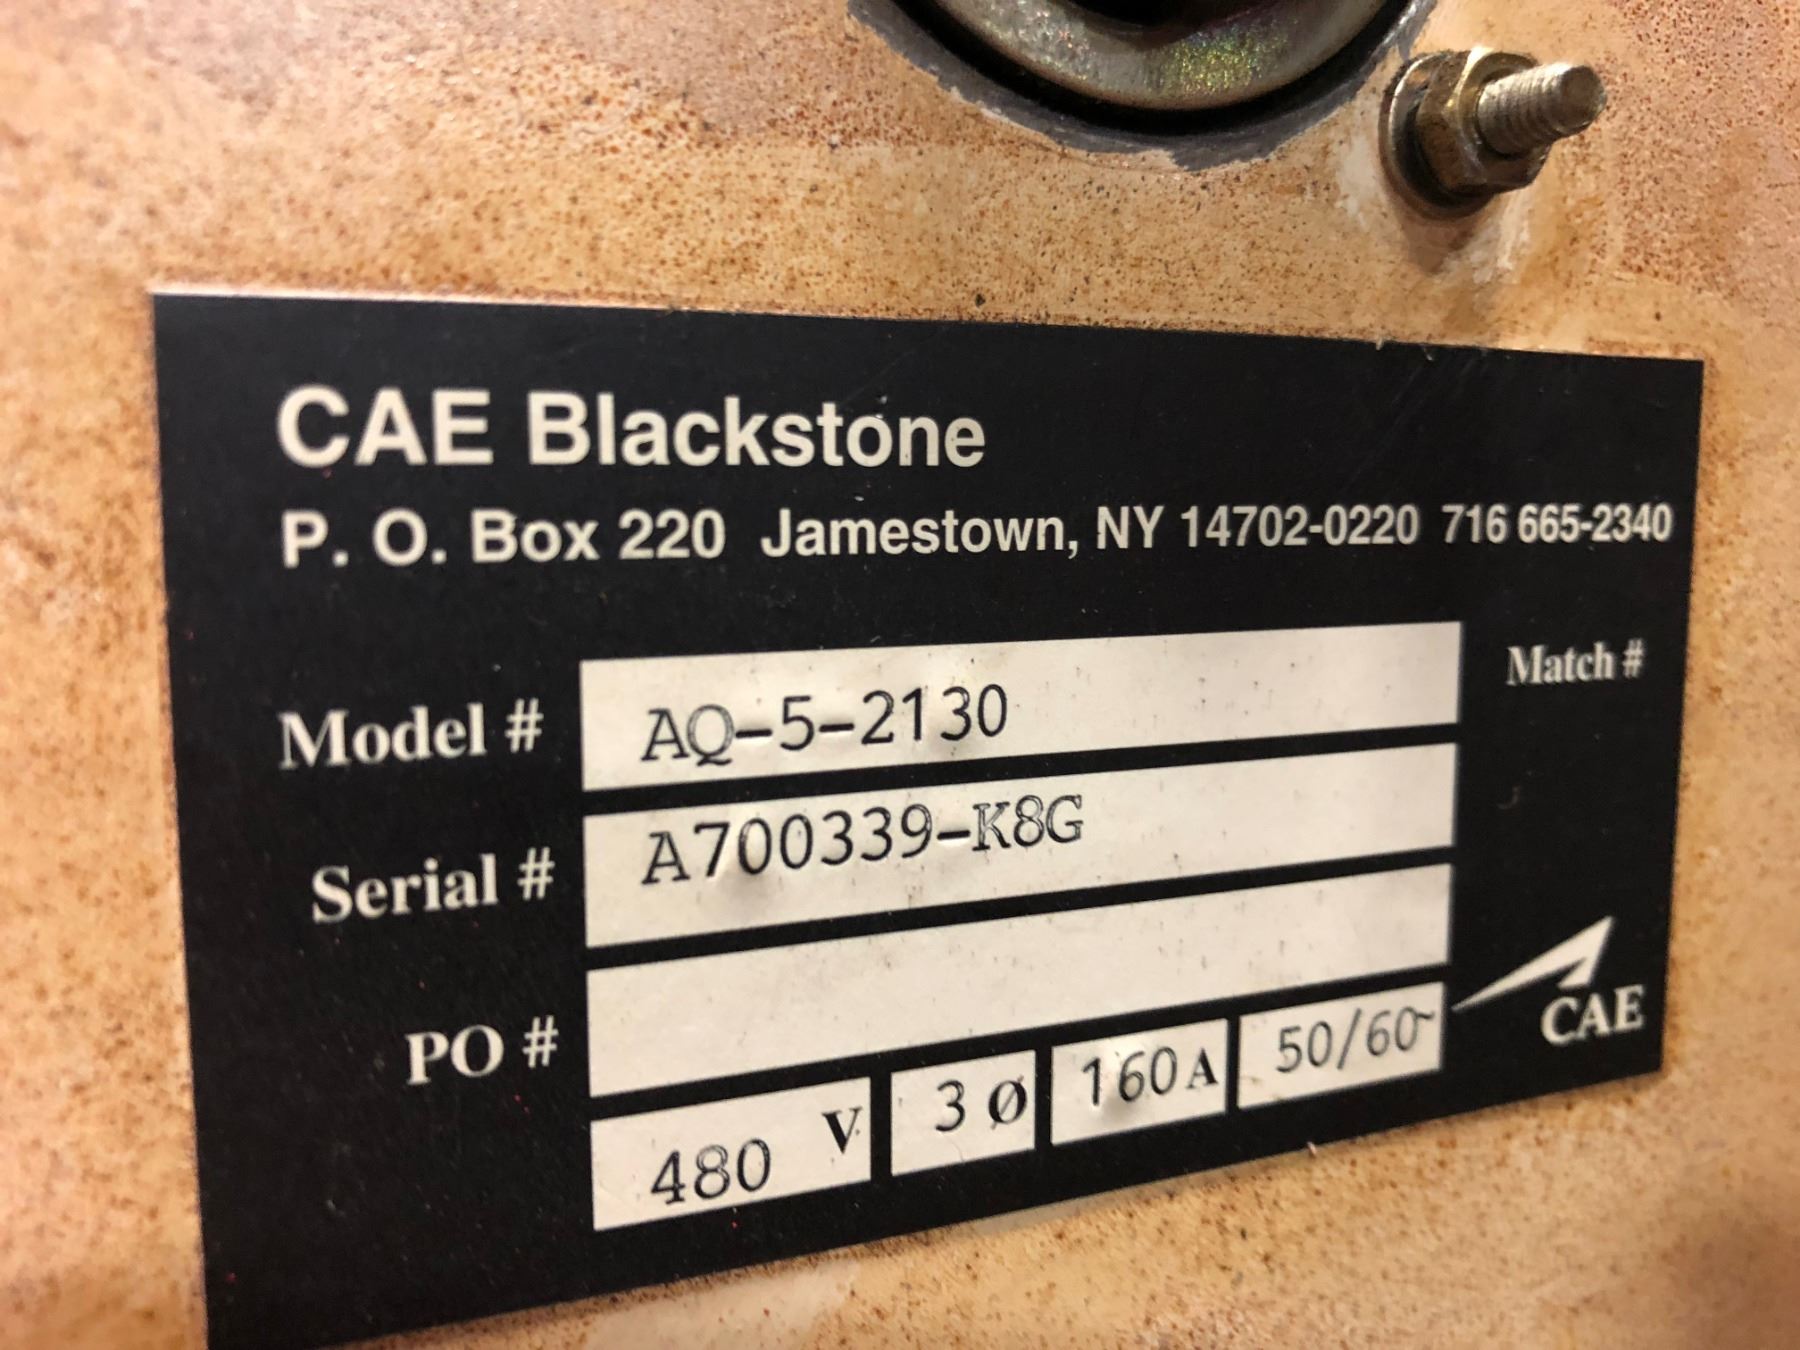 CAE Blackstone
P. O. Box 220 Jamestown, NY 14702-0220 716 665-2340
Model # AQ-5-2130 Match #
Serial # A700339-K8G
PO #
480 V 3 Ø 160 A 50/60~
CAE